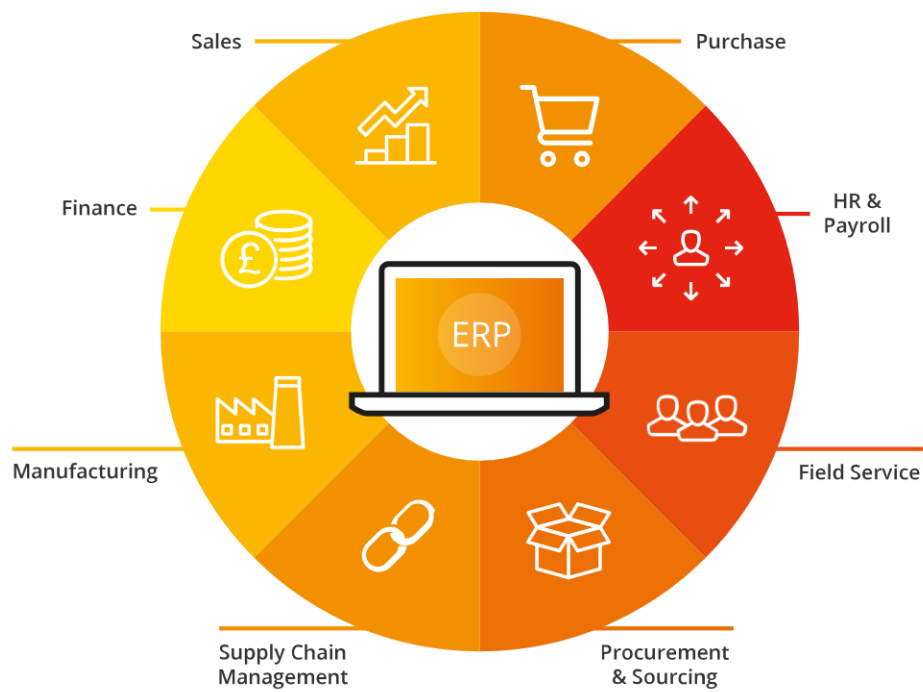 Sales
Purchase
Finance
HR &
Payroll
£
ERP
Manufacturing
Field Service
Supply Chain
Management
Procurement
& Sourcing